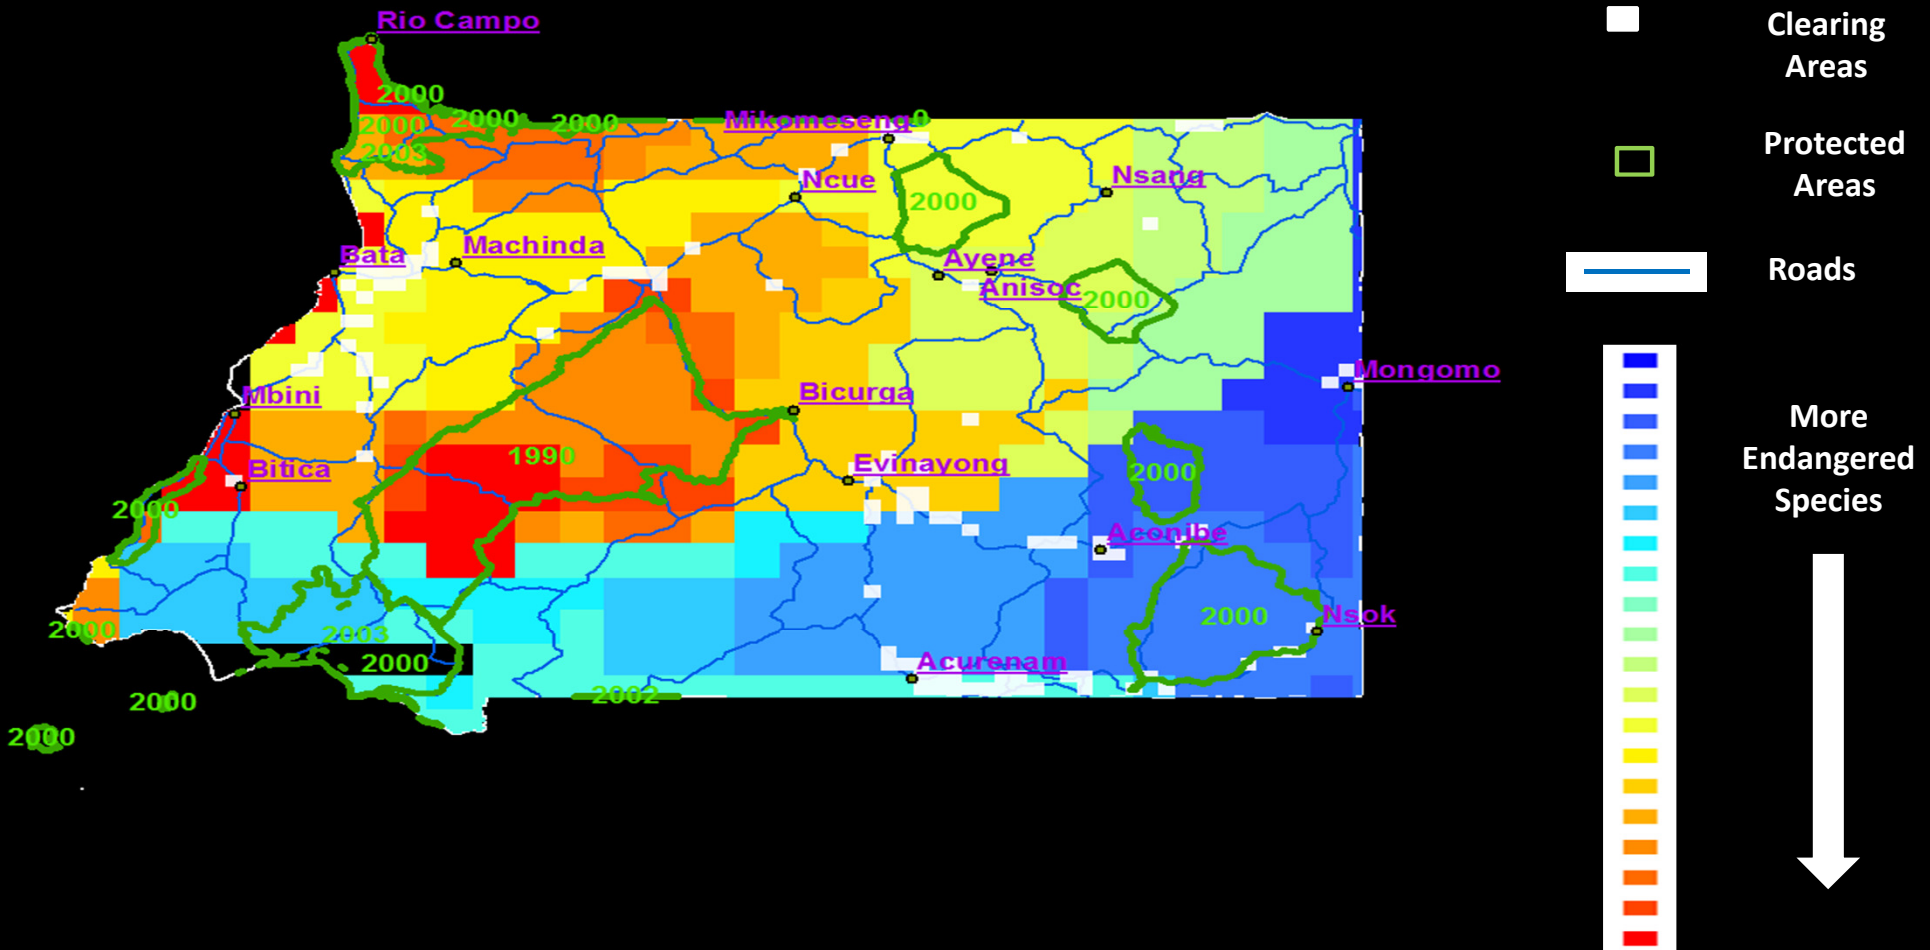 Rio Campo
2000
2000
2000
2000
2003
Mikomeseng
0
Ncue
2000
Nsang
Bata
Machinda
Ayene
Anisoc
2000
Mbini
Bicurga
Mongomo
1990
Bitica
Evinayong
2000
2000
Aconibe
2000
2003
2000
2000
Nsok
Acurenam
2002
2000
2000
Clearing
Areas
Protected
Areas
Roads
More
Endangered
Species